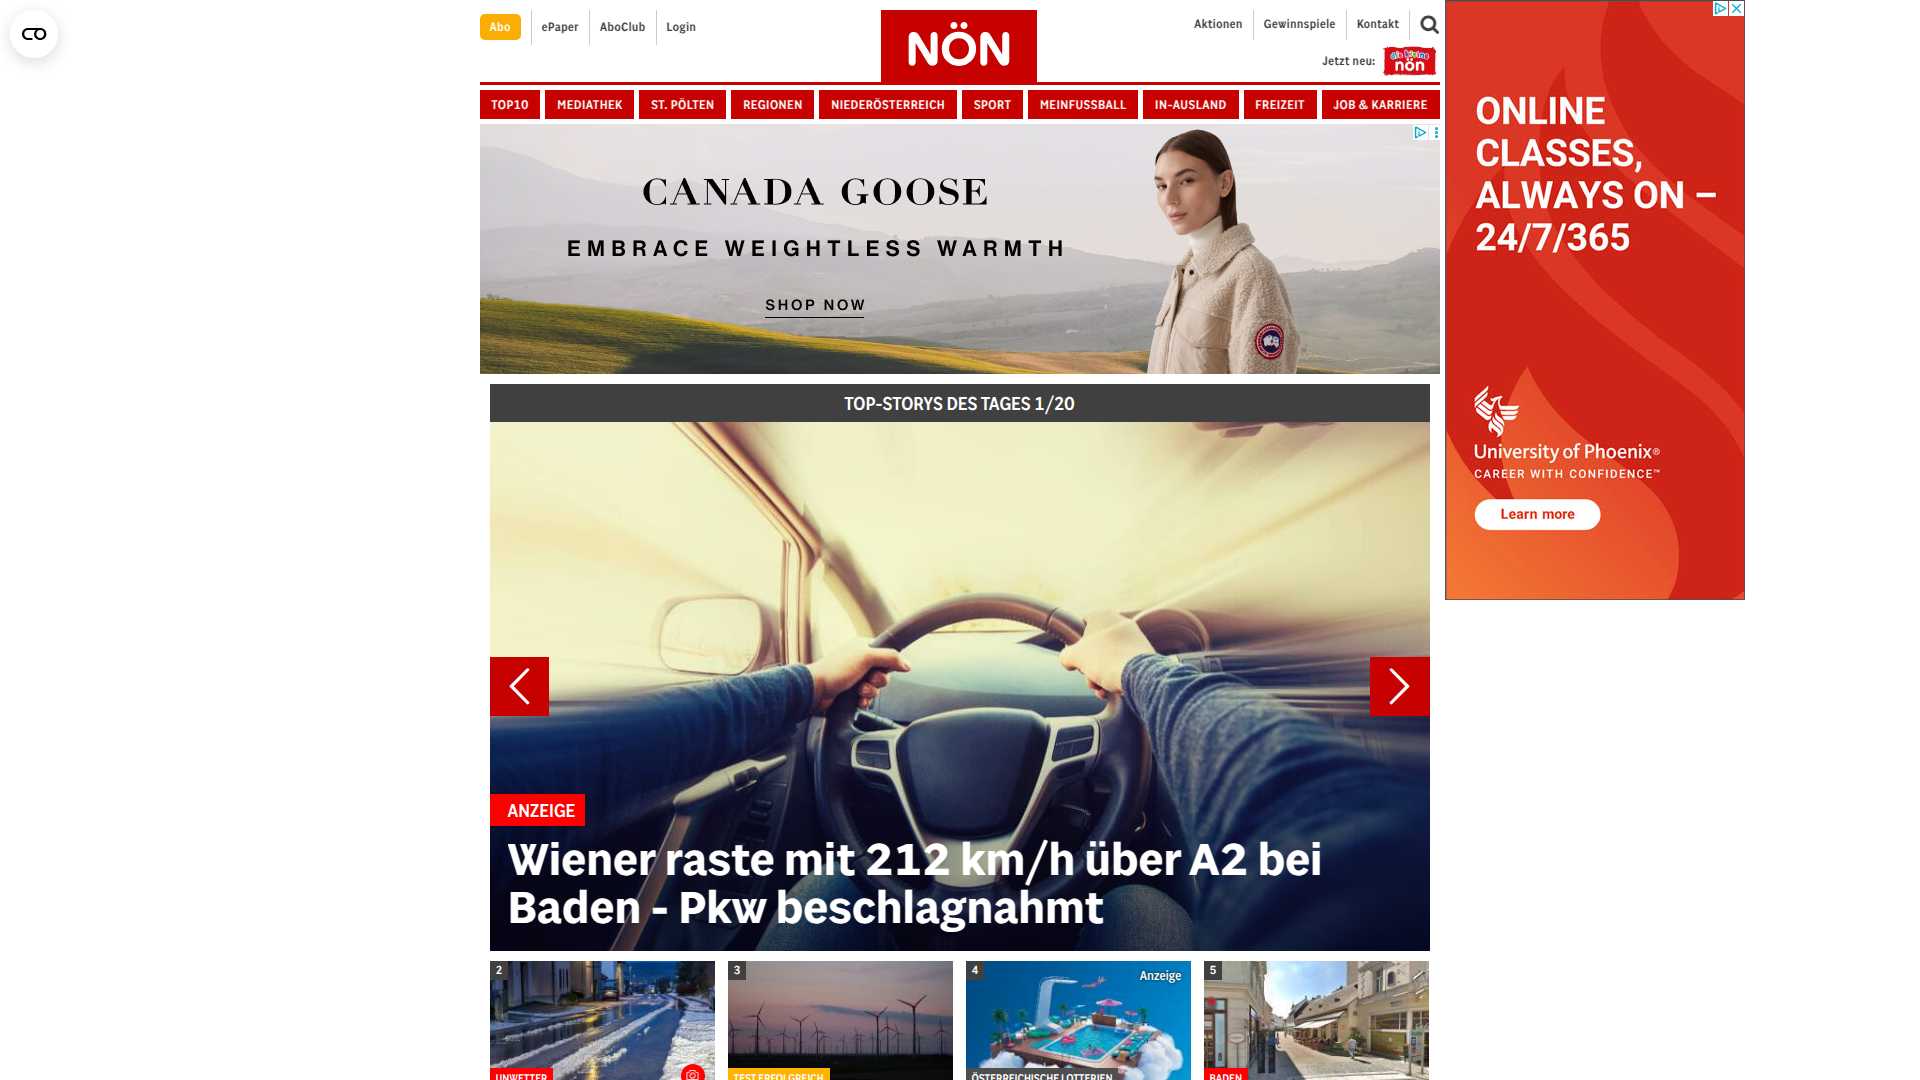 Abo
ePaper
AboClub
Login
NÖN
Aktionen
Gewinnspiele
Kontakt
Jetzt neu:
die kleine
nön
TOP10
MEDIATHEK
ST. PÖLTEN
REGIONEN
NIEDERÖSTERREICH
SPORT
MEINFUSSBALL
IN-AUSLAND
FREIZEIT
JOB & KARRIERE
CANADA GOOSE
EMBRACE WEIGHTLESS WARMTH
SHOP NOW
ONLINE
CLASSES,
ALWAYS ON –
24/7/365
University of Phoenix®
CAREER WITH CONFIDENCE™
Learn more
TOP-STORYS DES TAGES 1/20
ANZEIGE
Wiener raste mit 212 km/h über A2 bei
Baden - Pkw beschlagnahmt
2
UNWETTER
3
TEST ERFOLGREICH
4
Anzeige
ÖSTERREICHISCHE LOTTERIEN
5
BADEN